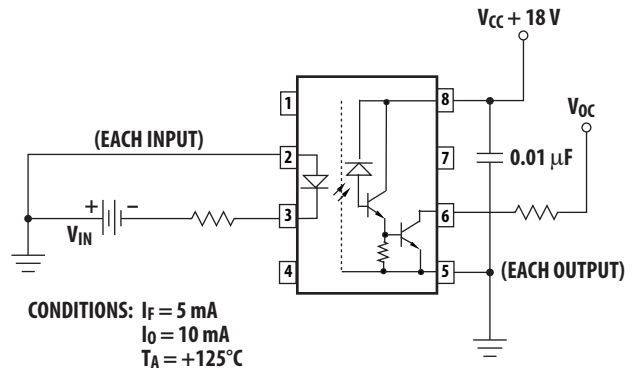 VCC + 18 V
VOC
1
8
(EACH INPUT)
2
7
0.01 µF
+
−
3
6
VIN
4
5
(EACH OUTPUT)
CONDITIONS: IF = 5 mA
IO = 10 mA
TA = +125°C